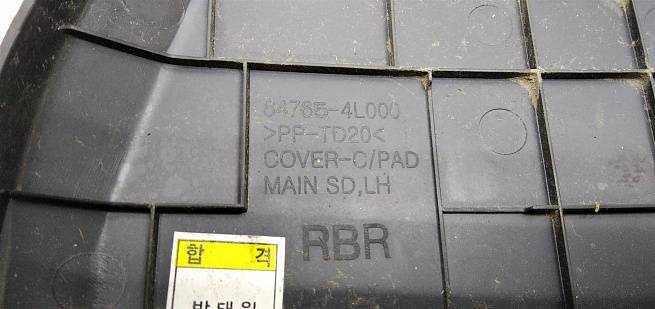 84765-4L000
>PP-TD20<
COVER-C/PAD
MAIN SD,LH
RBR
합 격